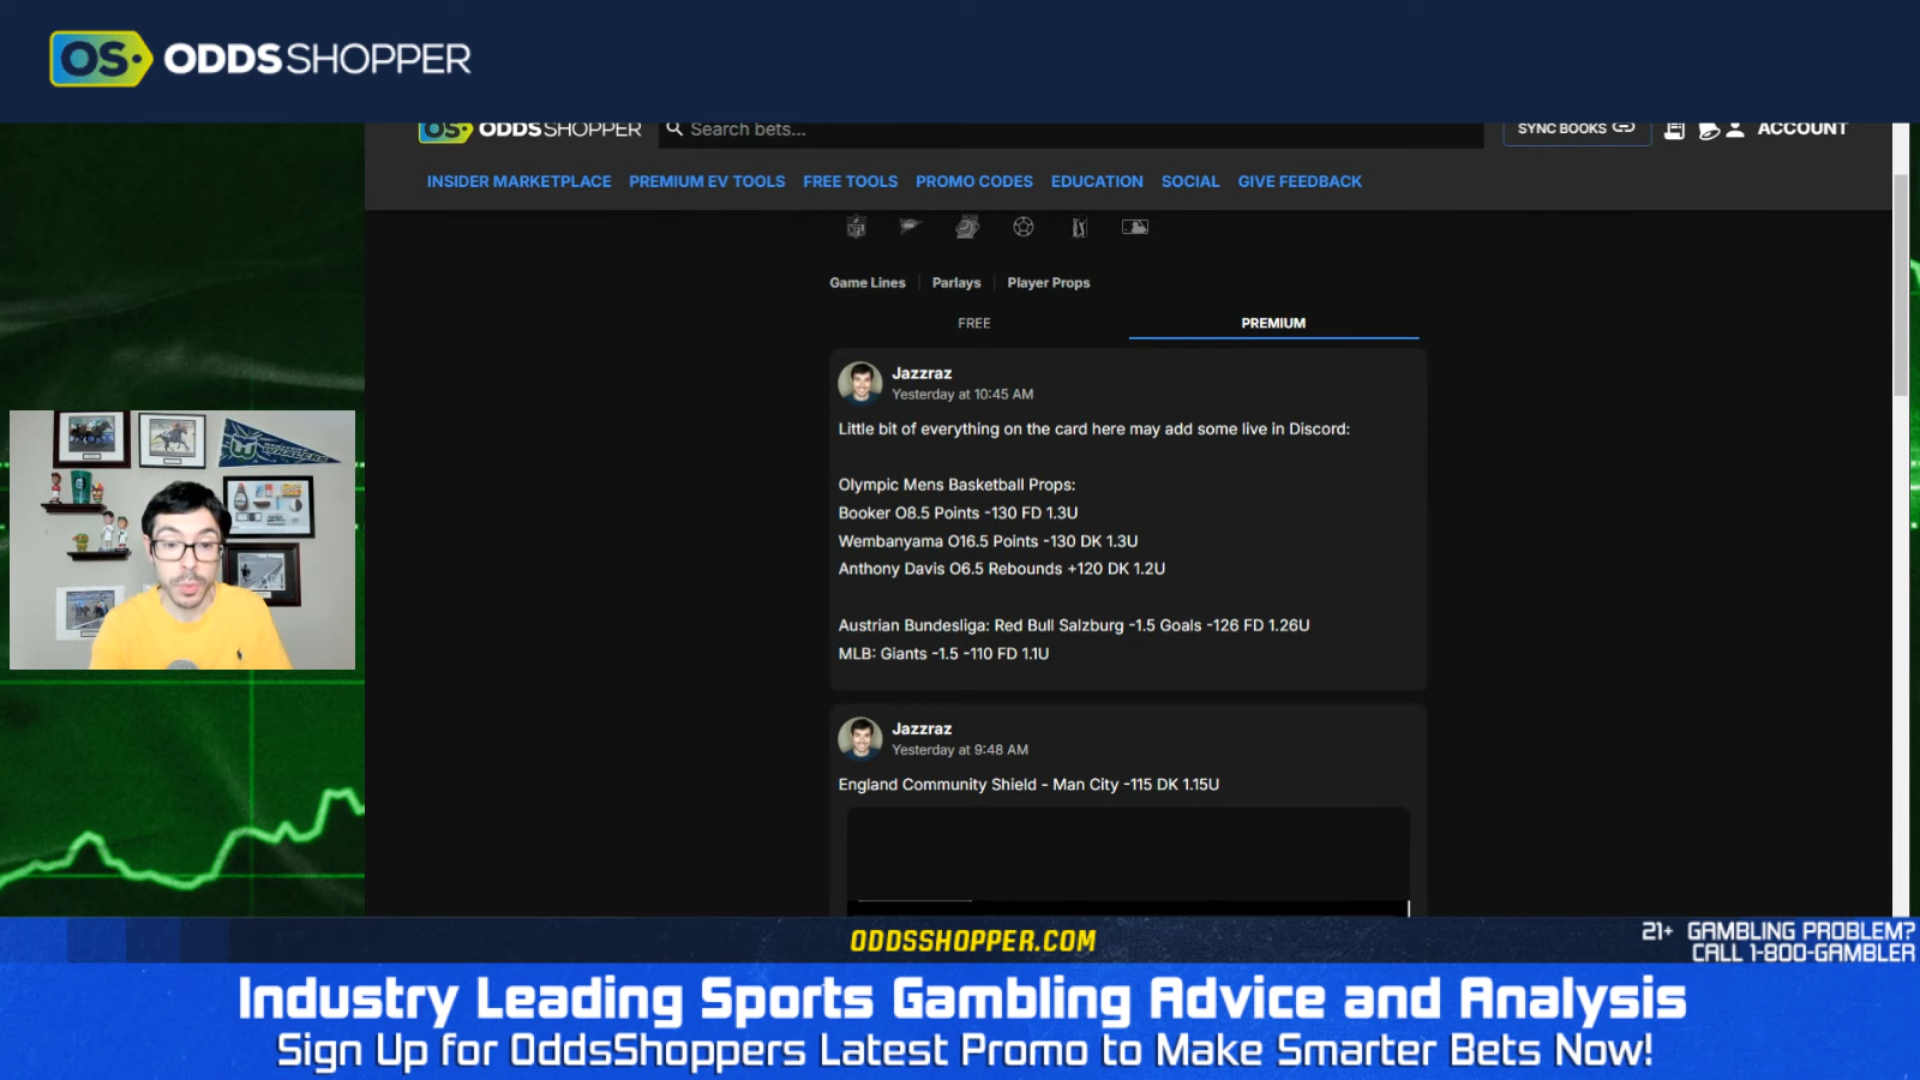 OS. ODDSSHOPPER
OS. ODDSSHOPPER
Search bets...
SYNC BOOKS
ACCOUNT
INSIDER MARKETPLACE PREMIUM EV TOOLS FREE TOOLS PROMO CODES EDUCATION SOCIAL GIVE FEEDBACK
Game Lines Parlays Player Props
FREE PREMIUM
Jazzraz
Yesterday at 10:45 AM
Little bit of everything on the card here may add some live in Discord:
Olympic Mens Basketball Props:
Booker O8.5 Points -130 FD 1.3U
Wembanyama O16.5 Points -130 DK 1.3U
Anthony Davis O6.5 Rebounds +120 DK 1.2U
Austrian Bundesliga: Red Bull Salzburg -1.5 Goals -126 FD 1.26U
MLB: Giants -1.5 -110 FD 1.1U
Jazzraz
Yesterday at 9:48 AM
England Community Shield - Man City -115 DK 1.15U
ODDSSHOPPER.COM
21+ GAMBLING PROBLEM?
CALL 1-800-GAMBLER
Industry Leading Sports Gambling Advice and Analysis
Sign Up for OddsShoppers Latest Promo to Make Smarter Bets Now!